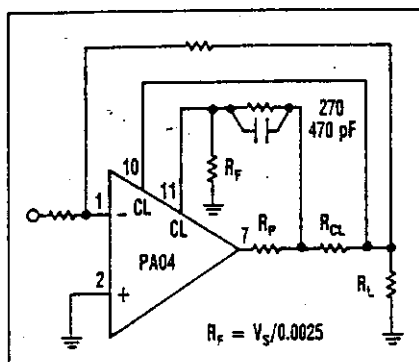 270
470 pF
10
11
R_F
1
-
CL
CL
7
R_P
R_CL
PA04
2
+
R_L
R_F = V_S/0.0025